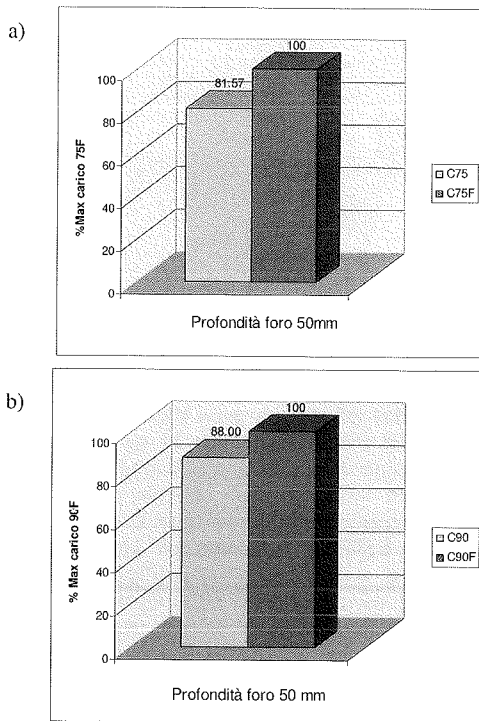 a)
100
81.57
100
80
60
40
20
0
%Max carico 75F
C75
C75F
Profondità foro 50mm
b)
100
88.00
100
80
60
40
20
0
% Max carico 90F
C90
C90F
Profondità foro 50 mm